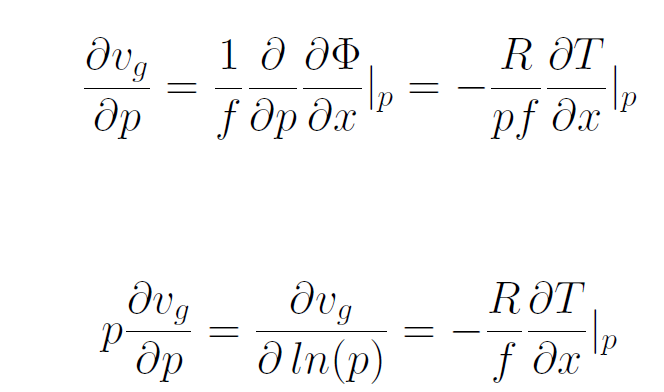 ∂v_g/∂p = 1/f ∂/∂p ∂Φ/∂x|_p = −R/pf ∂T/∂x|_p
p ∂v_g/∂p = ∂v_g/∂ ln(p) = −R/f ∂T/∂x|_p